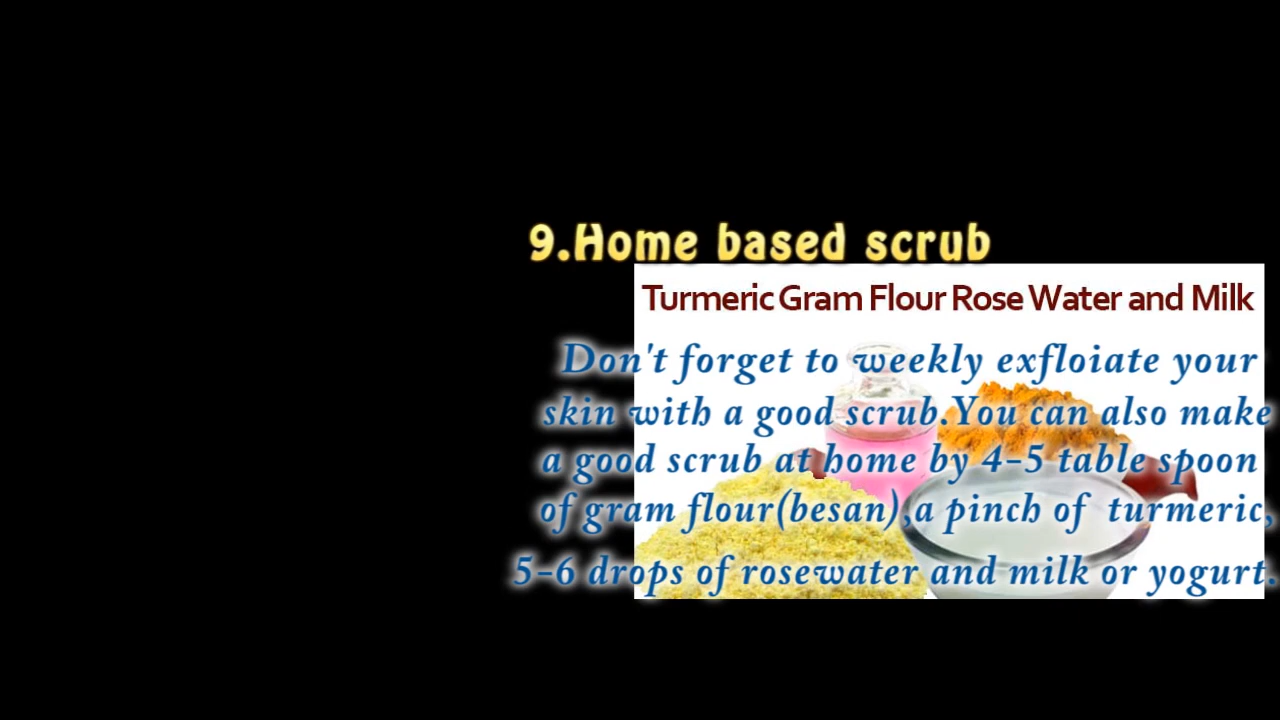 9.Home based scrub
Turmeric Gram Flour Rose Water and Milk
Don't forget to weekly exfloiate your
skin with a good scrub.You can also make
a good scrub at home by 4-5 table spoon
of gram flour(besan),a pinch of turmeric,
5-6 drops of rosewater and milk or yogurt.